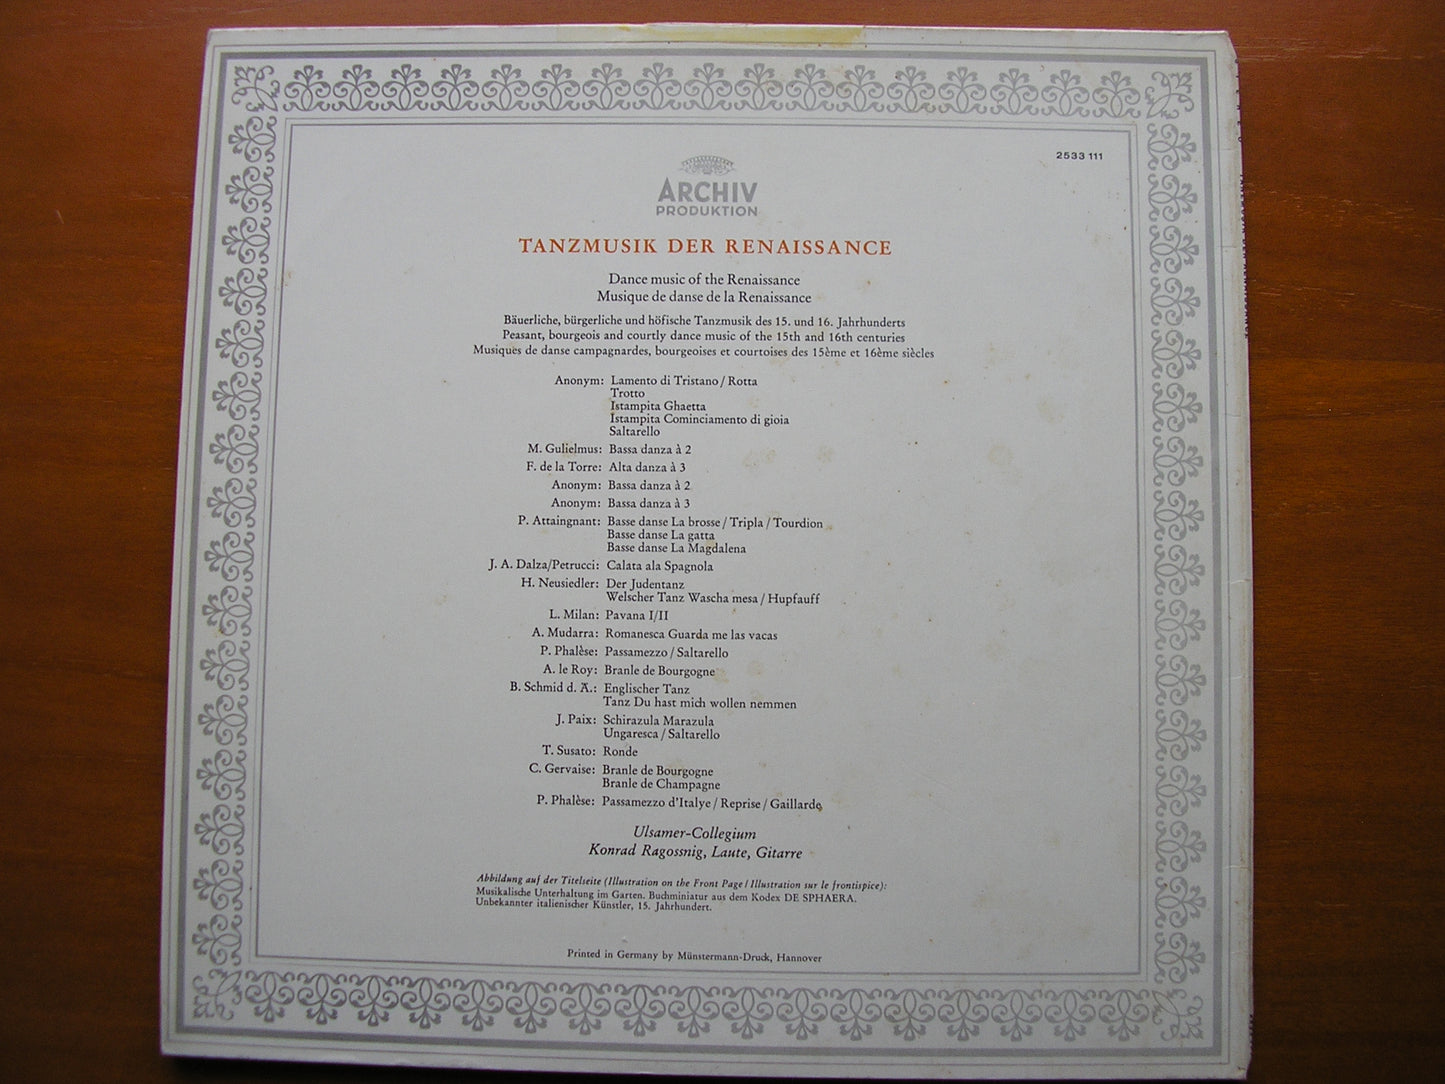 2533 111
ARCHIV
PRODUKTION
TANZMUSIK DER RENAISSANCE
Dance music of the Renaissance
Musique de danse de la Renaissance
Bäuerliche, bürgerliche und höfische Tanzmusik des 15. und 16. Jahrhunderts
Peasant, bourgeois and courtly dance music of the 15th and 16th centuries
Musiques de danse campagnardes, bourgeoises et courtoises des 15ème et 16ème siècles
Anonym: Lamento di Tristano / Rotta
Trotto
Istampita Ghaetta
Istampita Cominciamento di gioia
Saltarello
M. Gulielmus: Bassa danza à 2
F. de la Torre: Alta danza à 3
Anonym: Bassa danza à 2
Anonym: Bassa danza à 3
P. Attaingnant: Basse danse La brosse / Tripla / Tourdion
Basse danse La gatta
Basse danse La Magdalena
J. A. Dalza/Petrucci: Calata ala Spagnola
H. Neusiedler: Der Judentanz
Welscher Tanz Wascha mesa / Hupfauff
L. Milan: Pavana I/II
A. Mudarra: Romanesca Guarda me las vacas
P. Phalèse: Passamezzo / Saltarello
A. le Roy: Branle de Bourgogne
B. Schmid d. Ä.: Englischer Tanz
Tanz Du hast mich wollen nemmen
J. Paix: Schirazula Marazula
Ungaresca / Saltarello
T. Susato: Ronde
C. Gervaise: Branle de Bourgogne
Branle de Champagne
P. Phalèse: Passamezzo d'Italye / Reprise / Gaillarde
Ulsamer-Collegium
Konrad Ragossnig, Laute, Gitarre
Abbildung auf der Titelseite (Illustration on the Front Page / Illustration sur le frontispice):
Musikalische Unterhaltung im Garten. Buchminiatur aus dem Kodex DE SPHAERA.
Unbekannter italienischer Künstler, 15. Jahrhundert.
Printed in Germany by Münstermann-Druck, Hannover